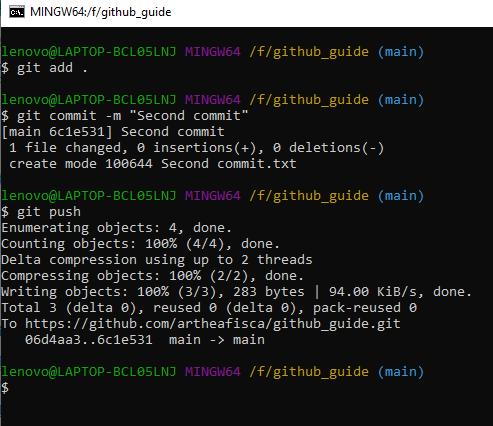 MINGW64:/f/github_guide
lenovo@LAPTOP-BCL05LNJ MINGW64 /f/github_guide (main)
$ git add .
lenovo@LAPTOP-BCL05LNJ MINGW64 /f/github_guide (main)
$ git commit -m "Second commit"
[main 6c1e531] Second commit
 1 file changed, 0 insertions(+), 0 deletions(-)
 create mode 100644 Second commit.txt
lenovo@LAPTOP-BCL05LNJ MINGW64 /f/github_guide (main)
$ git push
Enumerating objects: 4, done.
Counting objects: 100% (4/4), done.
Delta compression using up to 2 threads
Compressing objects: 100% (2/2), done.
Writing objects: 100% (3/3), 283 bytes | 94.00 KiB/s, done.
Total 3 (delta 0), reused 0 (delta 0), pack-reused 0
To https://github.com/artheafisca/github_guide.git
   06d4aa3..6c1e531  main -> main
lenovo@LAPTOP-BCL05LNJ MINGW64 /f/github_guide (main)
$